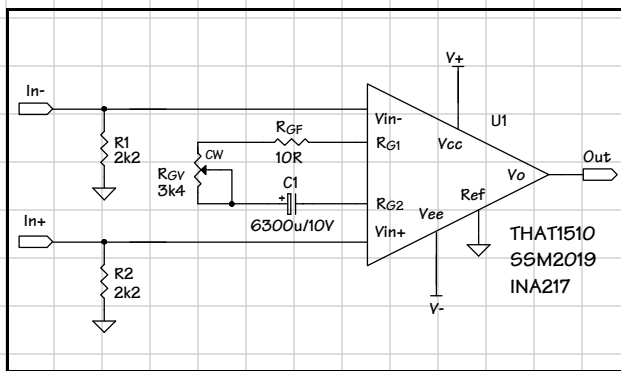 V+
In-
R1
2k2
RGF
10R
CW
RGV
3k4
C1
+
6300u/10V
Vin-
RG1
RG2
Vin+
Vcc
Vee
U1
Vo
Ref
Out
In+
R2
2k2
V-
THAT1510
SSM2019
INA217